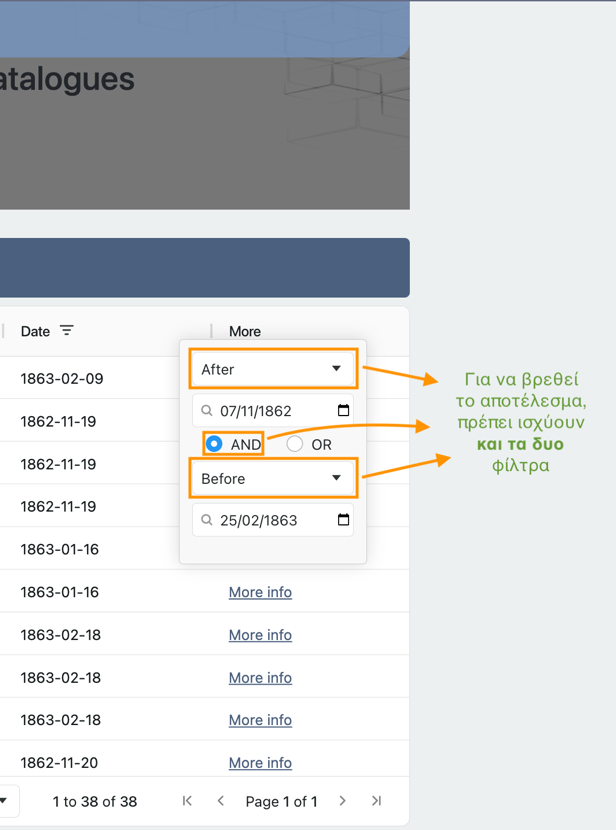 atalogues
Date
More
After
1863-02-09
07/11/1862
1862-11-19
AND
OR
1862-11-19
Before
1862-11-19
25/02/1863
1863-01-16
1863-01-16
More info
1863-02-18
More info
1863-02-18
More info
1863-02-18
More info
1862-11-20
More info
1 to 38 of 38
Page 1 of 1
Για να βρεθεί
το αποτέλεσμα,
πρέπει ισχύουν
και τα δυο
φίλτρα